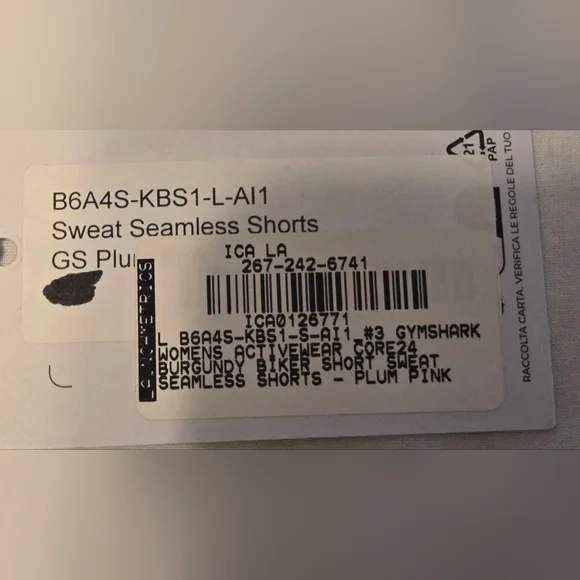 B6A4S-KBS1-L-AI1
Sweat Seamless Shorts
GS Plu
ICA LA
267-242-6741
ICA0126771
L B6A4S-KBS1-S-AI1 #3 GYMSHARK
WOMENS ACTIVEWEAR CORE24
BURGUNDY BIKER SHORT SWEAT
SEAMLESS SHORTS - PLUM PINK
21
PAP
RACCOLTA CARTA. VERIFICA LE REGOLE DEL TUO